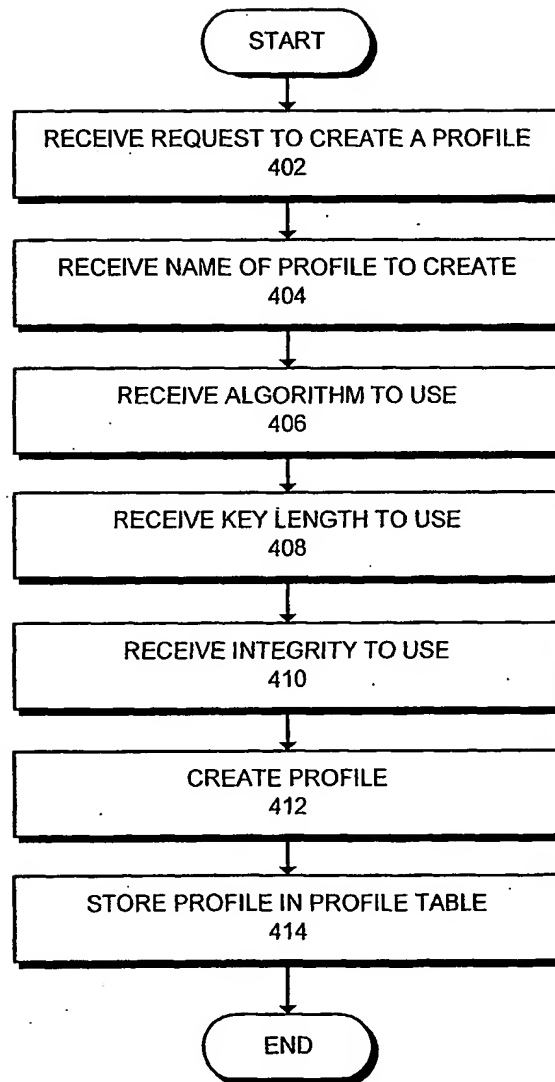 START
RECEIVE REQUEST TO CREATE A PROFILE
402
RECEIVE NAME OF PROFILE TO CREATE
404
RECEIVE ALGORITHM TO USE
406
RECEIVE KEY LENGTH TO USE
408
RECEIVE INTEGRITY TO USE
410
CREATE PROFILE
412
STORE PROFILE IN PROFILE TABLE
414
END